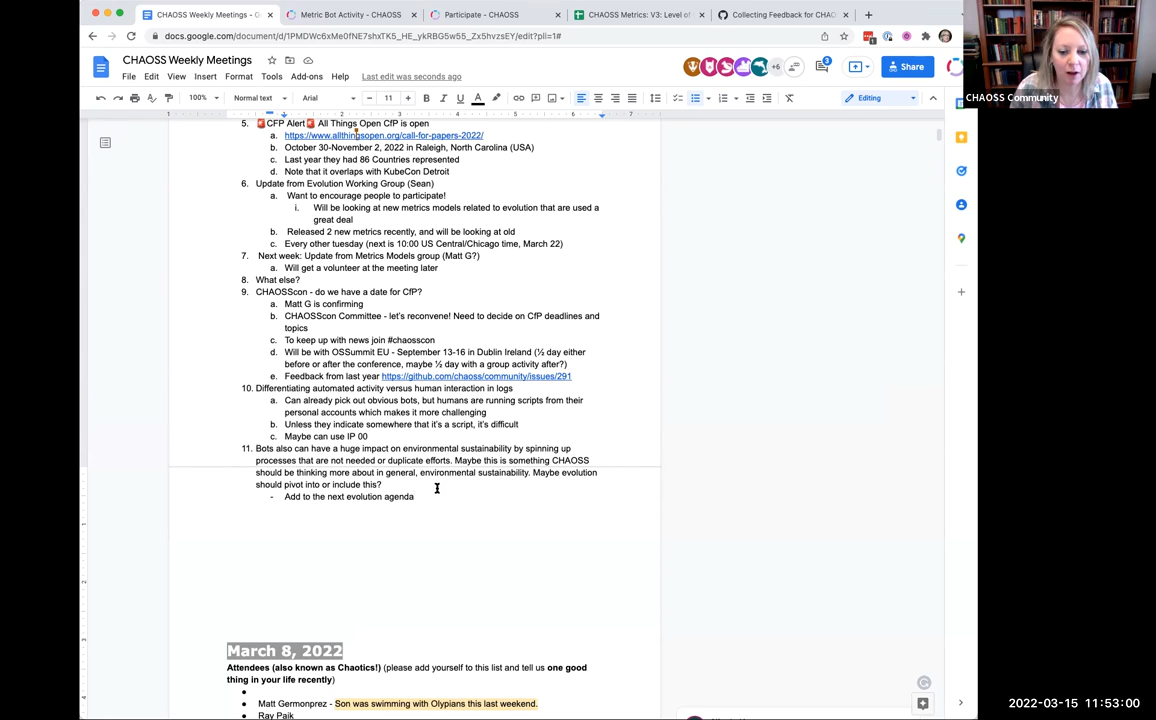 CHAOSS Weekly Meetings - G
Metric Bot Activity - CHAOSS
Participate - CHAOSS
CHAOSS Metrics: V3: Level of
Collecting Feedback for CHAO
docs.google.com/document/d/1PMDWc6xMe0fNE7shxTK5_HE_ykRBG5w55_Zx5hvzsEY/edit?pli=1#
CHAOSS Weekly Meetings
File Edit View Insert Format Tools Add-ons Help Last edit was seconds ago
+6
3
Share
CHAOSS Community
100% Normal text Arial 11 Editing
5. 🚨CFP Alert🚨 All Things Open CfP is open
a. https://www.allthingsopen.org/call-for-papers-2022/
b. October 30-November 2, 2022 in Raleigh, North Carolina (USA)
c. Last year they had 86 Countries represented
d. Note that it overlaps with KubeCon Detroit
6. Update from Evolution Working Group (Sean)
a. Want to encourage people to participate!
i. Will be looking at new metrics models related to evolution that are used a
great deal
b. Released 2 new metrics recently, and will be looking at old
c. Every other tuesday (next is 10:00 US Central/Chicago time, March 22)
7. Next week: Update from Metrics Models group (Matt G?)
a. Will get a volunteer at the meeting later
8. What else?
9. CHAOSScon - do we have a date for CfP?
a. Matt G is confirming
b. CHAOSScon Committee - let's reconvene! Need to decide on CfP deadlines and
topics
c. To keep up with news join #chaosscon
d. Will be with OSSummit EU - September 13-16 in Dublin Ireland (½ day either
before or after the conference, maybe ½ day with a group activity after?)
e. Feedback from last year https://github.com/chaoss/community/issues/291
10. Differentiating automated activity versus human interaction in logs
a. Can already pick out obvious bots, but humans are running scripts from their
personal accounts which makes it more challenging
b. Unless they indicate somewhere that it's a script, it's difficult
c. Maybe can use IP 00
11. Bots also can have a huge impact on environmental sustainability by spinning up
processes that are not needed or duplicate efforts. Maybe this is something CHAOSS
should be thinking more about in general, environmental sustainability. Maybe evolution
should pivot into or include this?
- Add to the next evolution agenda
March 8, 2022
Attendees (also known as Chaotics!) (please add yourself to this list and tell us one good
thing in your life recently)
Matt Germonprez - Son was swimming with Olypians this last weekend.
Ray Paik
2022-03-15 11:53:00